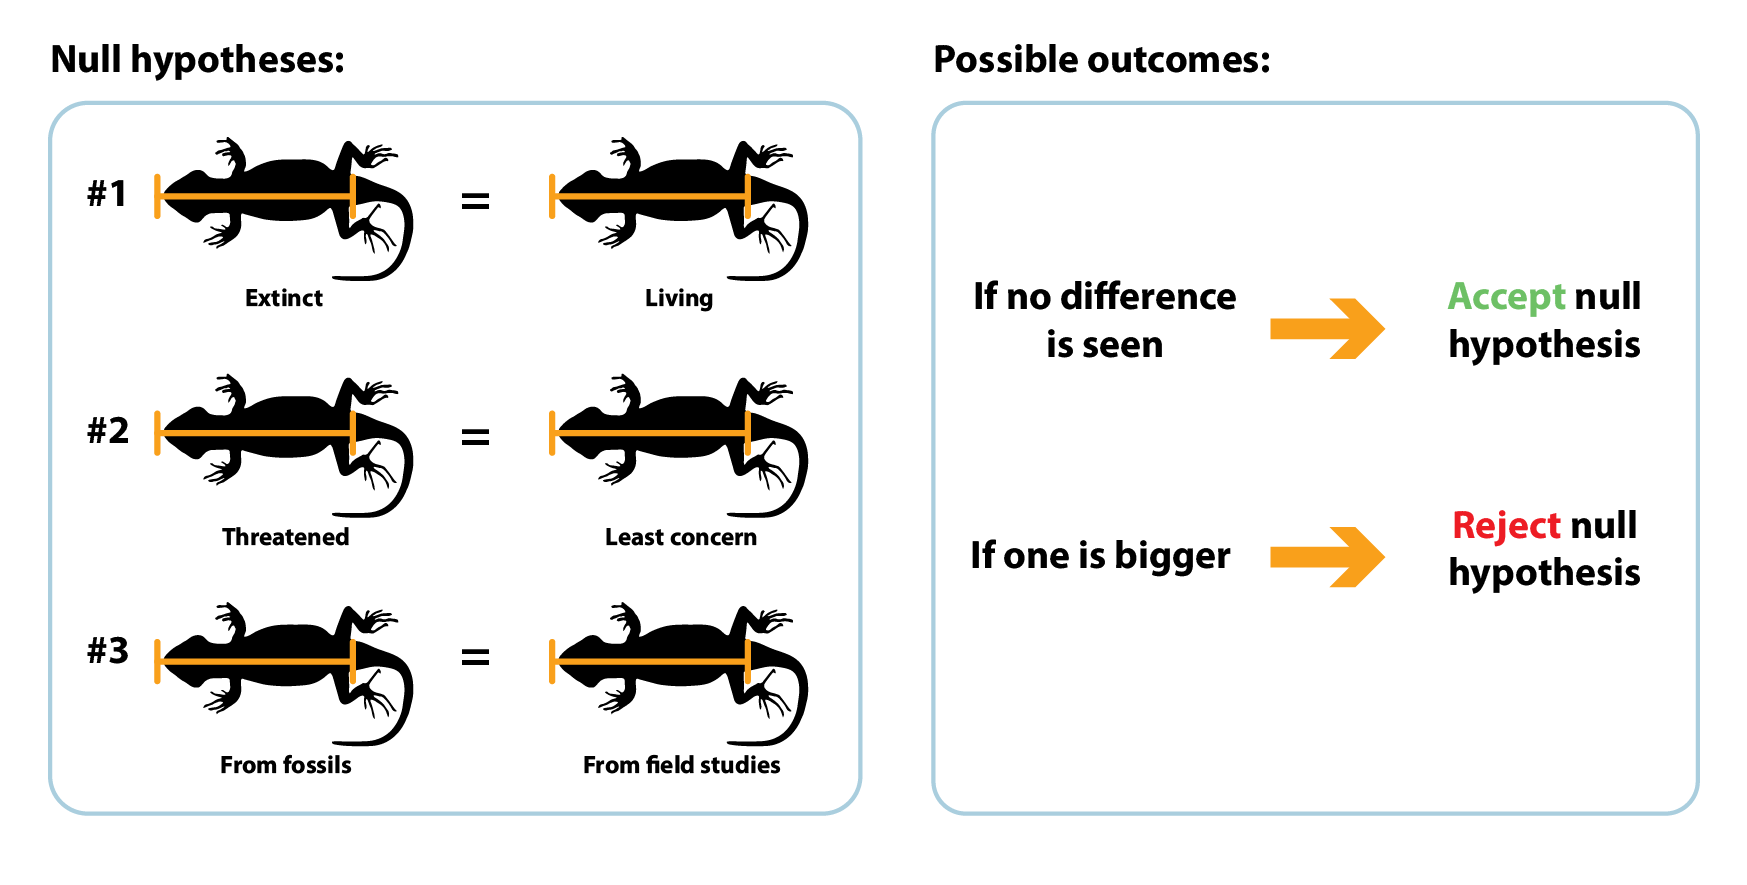 Null hypotheses:
#1
=
Extinct
Living
#2
=
Threatened
Least concern
#3
=
From fossils
From field studies
Possible outcomes:
If no difference
is seen
Accept null
hypothesis
If one is bigger
Reject null
hypothesis